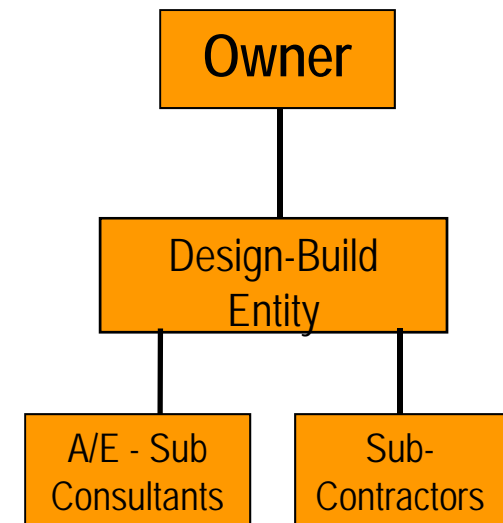 Owner
Design-Build
Entity
A/E - Sub
Consultants
Sub-
Contractors